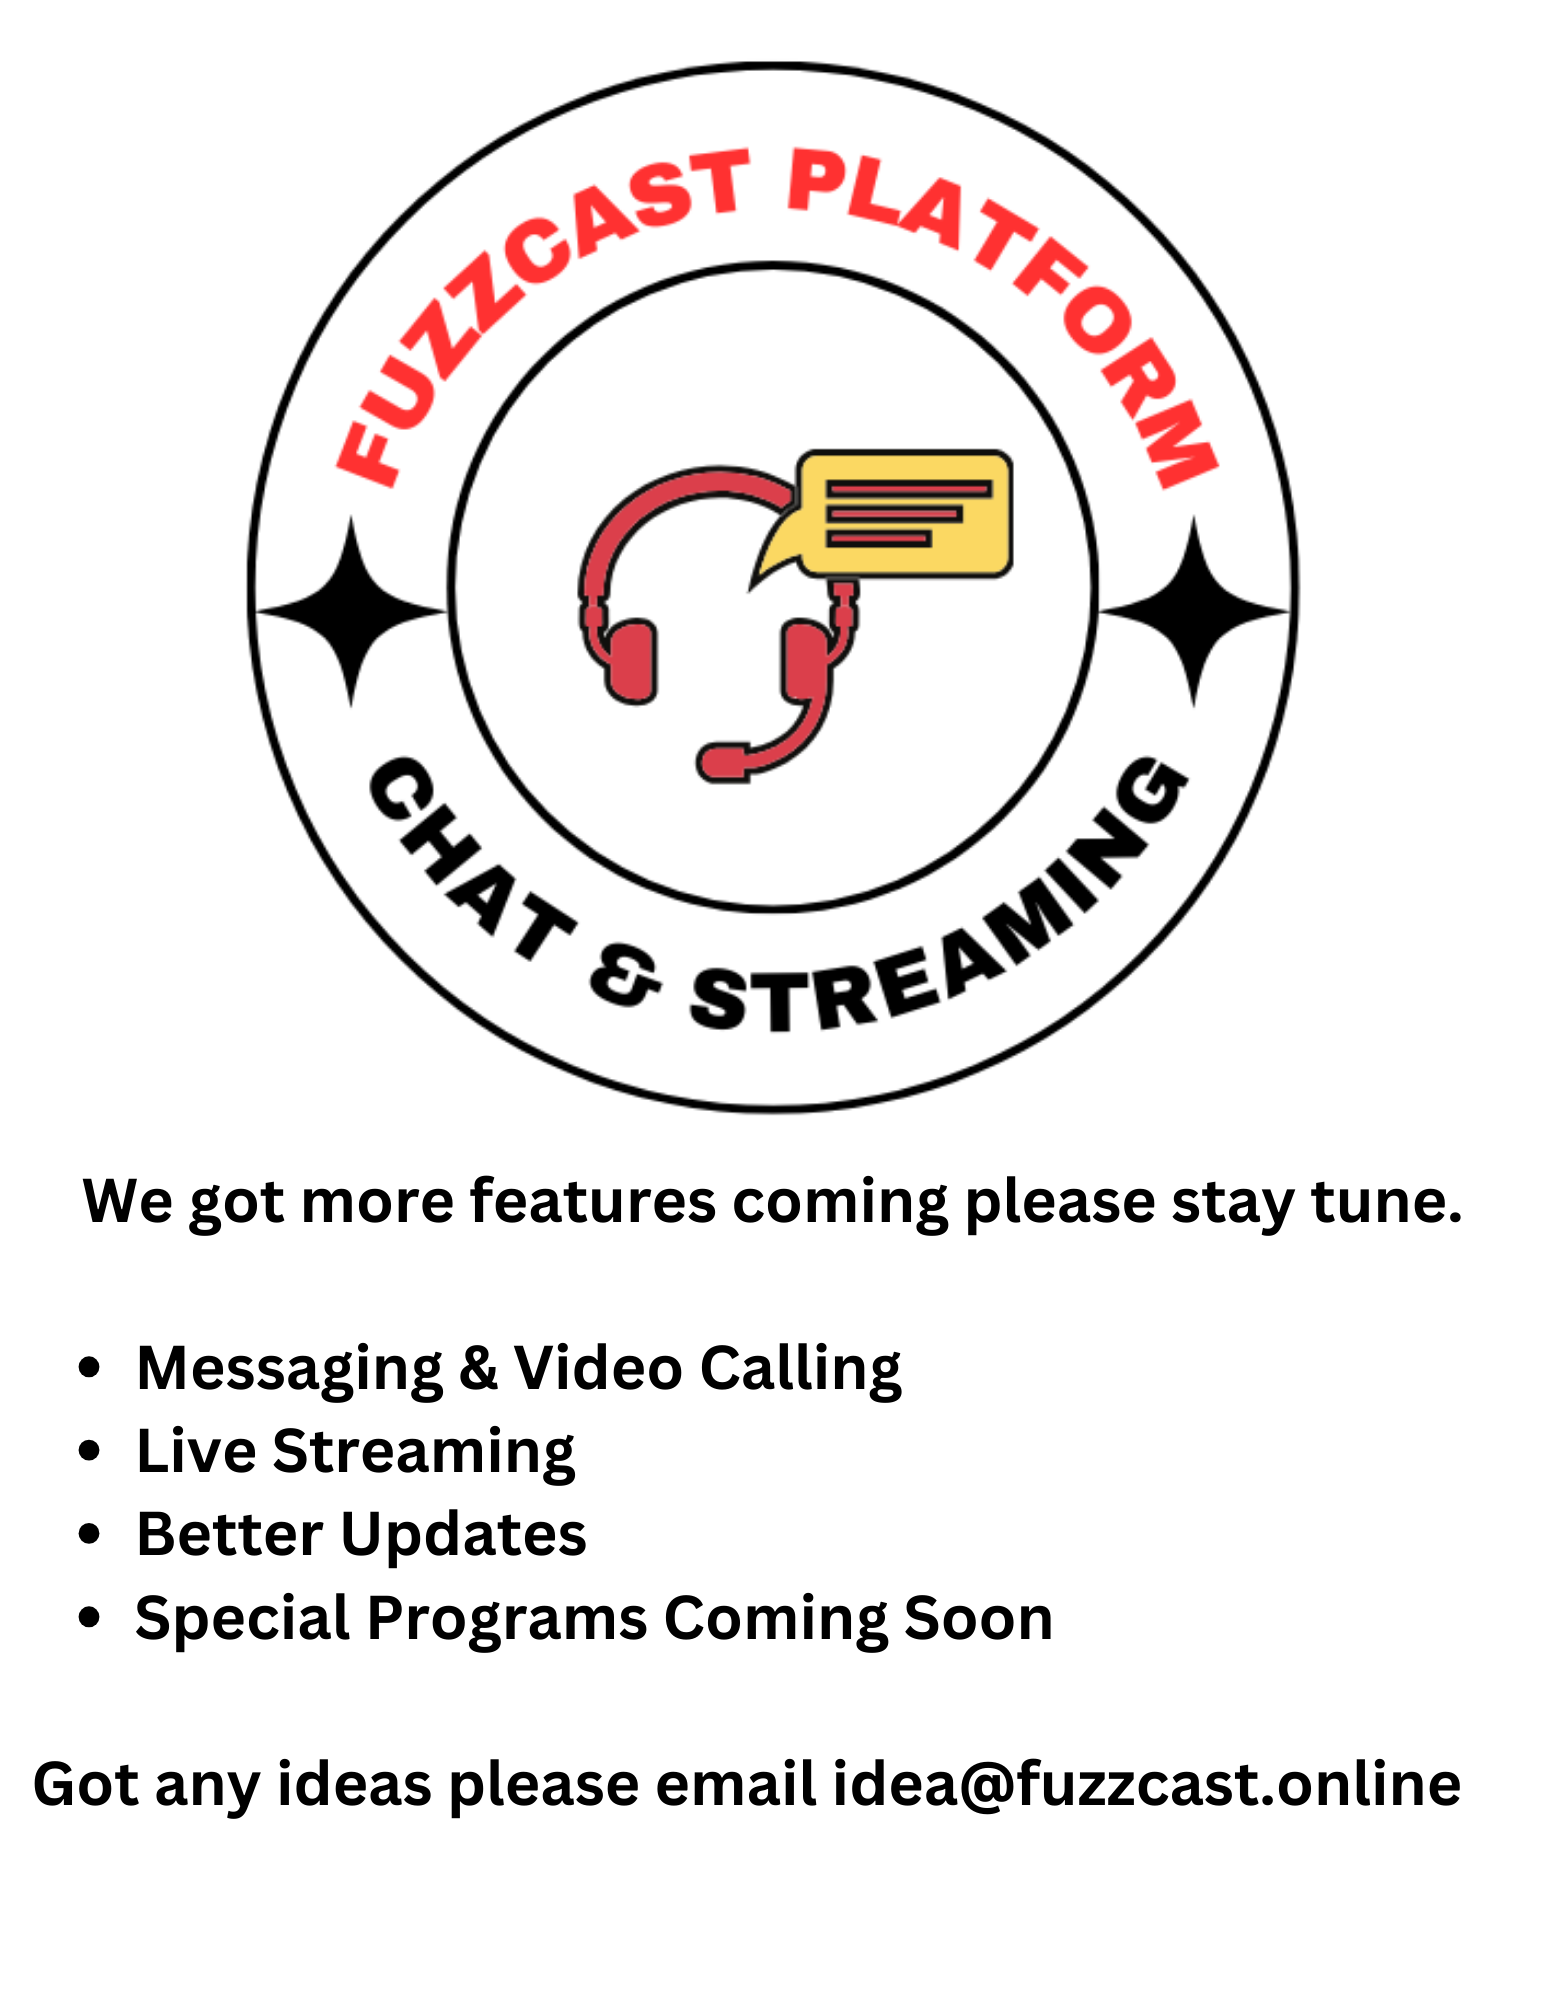 FUZZCAST PLATFORM
CHAT & STREAMING
We got more features coming please stay tune.
• Messaging & Video Calling
• Live Streaming
• Better Updates
• Special Programs Coming Soon
Got any ideas please email idea@fuzzcast.online